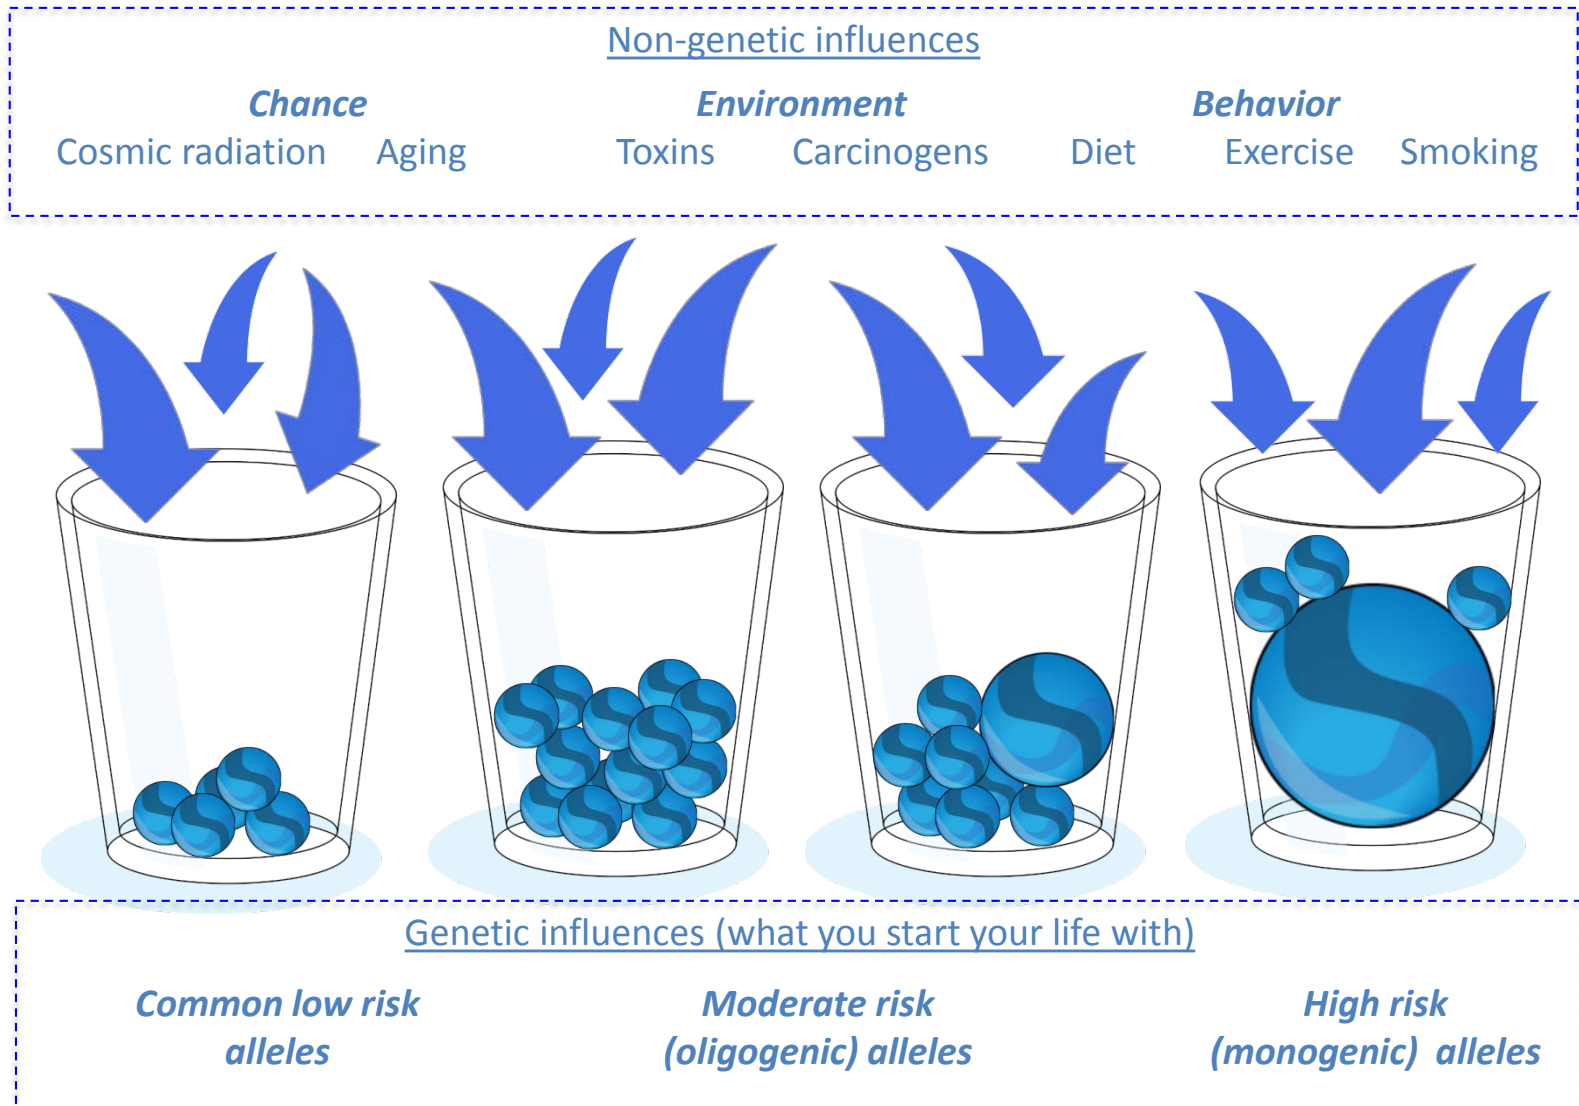 Non-genetic influences
Chance Environment Behavior
Cosmic radiation Aging Toxins Carcinogens Diet Exercise Smoking
Genetic influences (what you start your life with)
Common low risk Moderate risk High risk
alleles (oligogenic) alleles (monogenic) alleles